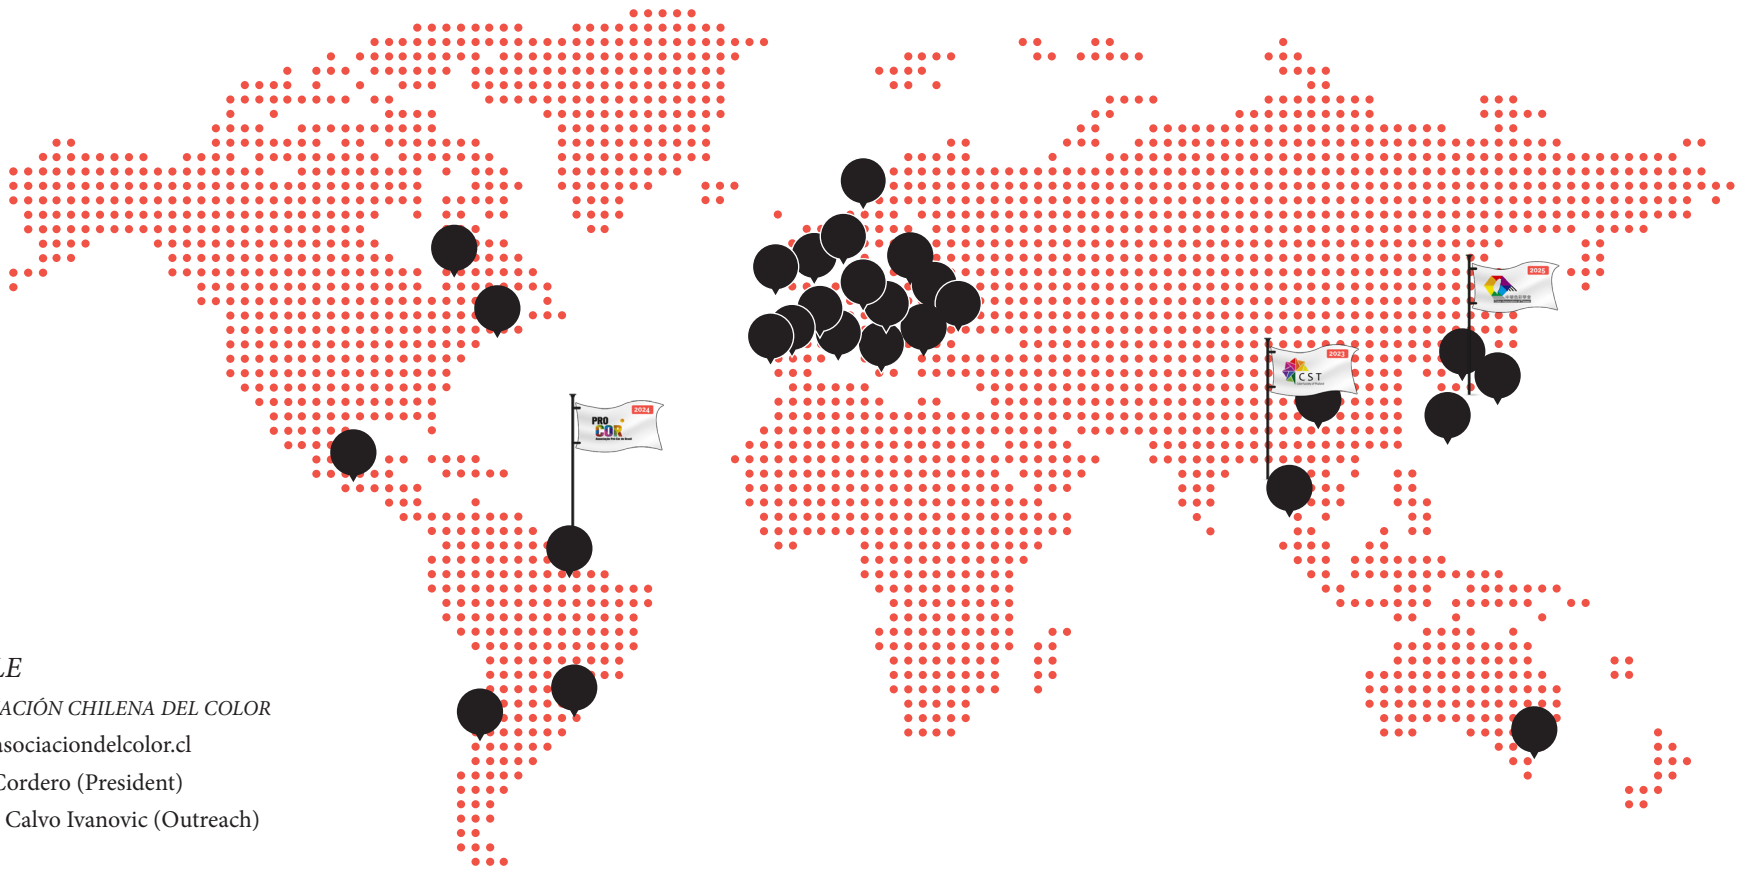 2025
2023
CST
2024
PRO
COR
LE
ACIÓN CHILENA DEL COLOR
asociaciondelcolor.cl
Cordero (President)
Calvo Ivanovic (Outreach)